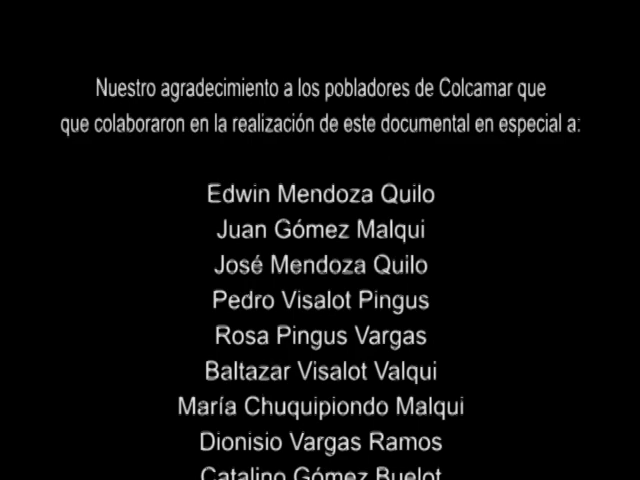 Nuestro agradecimiento a los pobladores de Colcamar que
que colaboraron en la realización de este documental en especial a:
Edwin Mendoza Quilo
Juan Gómez Malqui
José Mendoza Quilo
Pedro Visalot Pingus
Rosa Pingus Vargas
Baltazar Visalot Valqui
María Chuquipiondo Malqui
Dionisio Vargas Ramos
Catalino Gómez Buelot